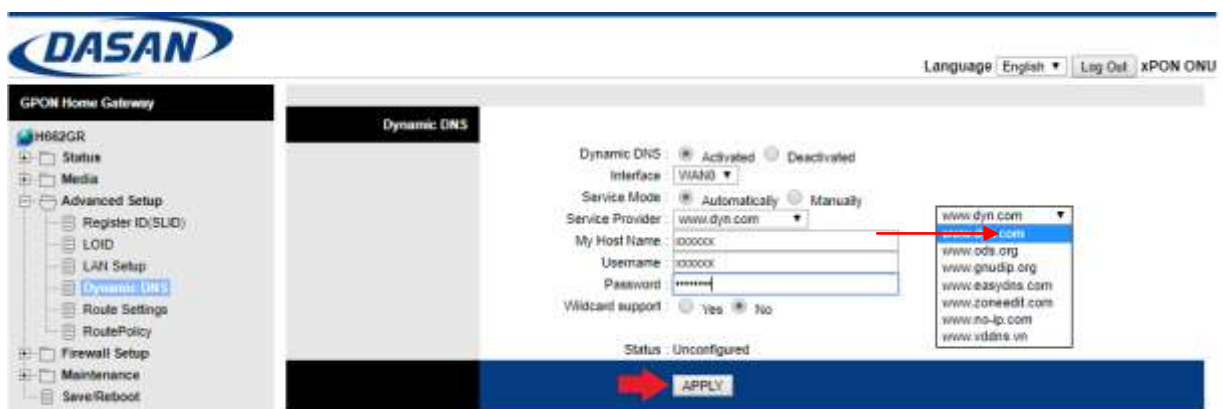 DASAN
Language English Log Out xPON ONU
GPON Home Gateway
H662GR
Status
Media
Advanced Setup
Register ID(SLID)
LOID
LAN Setup
Dynamic DNS
Route Settings
RoutePolicy
Firewall Setup
Maintenance
Save/Reboot
Dynamic DNS
Dynamic DNS : Activated Deactivated
Interface : WAN0
Service Mode : Automatically Manually
Service Provider : www.dyn.com
My Host Name :
Username :
Password : ********
Wildcard support : Yes No
Status : Unconfigured
APPLY
www.dyn.com
www. com
www.ods.org
www.gnudip.org
www.easydns.com
www.zoneedit.com
www.no-ip.com
www.vddns.vn